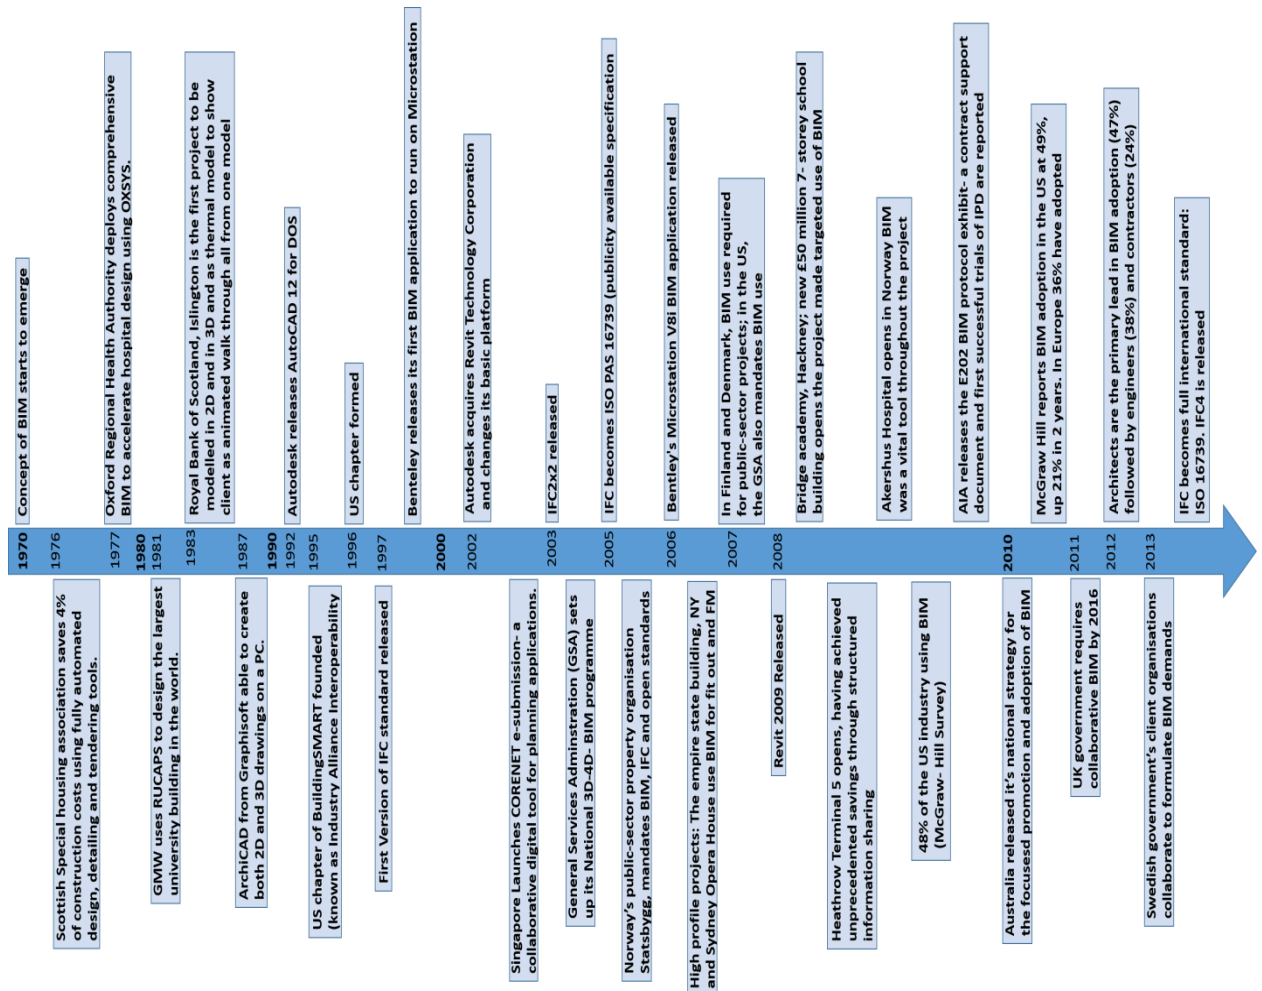 Concept of BIM starts to emerge
Oxford Regional Health Authority deploys comprehensive
BIM to accelerate hospital design using OXSYS.
Royal Bank of Scotland, Islington is the first project to be
modelled in 2D and in 3D and as thermal model to show
client as animated walk through all from one model
Autodesk releases AutoCAD 12 for DOS
US chapter formed
Benteley releases its first BIM application to run on Microstation
Autodesk acquires Revit Technology Corporation
and changes its basic platform
IFC2x2 released
IFC becomes ISO PAS 16739 (publicity available specification
Bentley's Microstation V8i BIM application released
In Finland and Denmark, BIM use required
for public-sector projects; in the US,
the GSA also mandates BIM use
Bridge academy, Hackney; new £50 million 7- storey school
building opens the project made targeted use of BIM
Akershus Hospital opens in Norway BIM
was a vital tool throughout the project
AIA releases the E202 BIM protocol exhibit- a contract support
document and first successful trials of IPD are reported
McGraw Hill reports BIM adoption in the US at 49%,
up 21% in 2 years. In Europe 36% have adopted
Architects are the primary lead in BIM adoption (47%)
followed by engineers (38%) and contractors (24%)
IFC becomes full international standard:
ISO 16739. IFC4 is released
1970
1976
1977
1980
1981
1983
1987
1990
1992
1995
1996
1997
2000
2002
2003
2005
2006
2007
2008
2010
2011
2012
2013
Scottish Special housing association saves 4%
of construction costs using fully automated
design, detailing and tendering tools.
GMW uses RUCAPS to design the largest
university building in the world.
ArchiCAD from Graphisoft able to create
both 2D and 3D drawings on a PC.
US chapter of BuildingSMART founded
(known as Industry Alliance Interoperability
First Version of IFC standard released
Singapore Launches CORENET e-submission- a
collaborative digital tool for planning applications.
General Services Adminstration (GSA) sets
up its National 3D-4D- BIM programme
Norway's public-sector property organisation
Statsbygg, mandates BIM, IFC and open standards
High profile projects: The empire state building, NY
and Sydney Opera House use BIM for fit out and FM
Revit 2009 Released
Heathrow Terminal 5 opens, having achieved
unprecedented savings through structured
information sharing
48% of the US industry using BIM
(McGraw- Hill Survey)
Australia released it's national strategy for
the focusesd promotion and adoption of BIM
UK government requires
collaborative BIM by 2016
Swedish government's client organisations
collaborate to formulate BIM demands